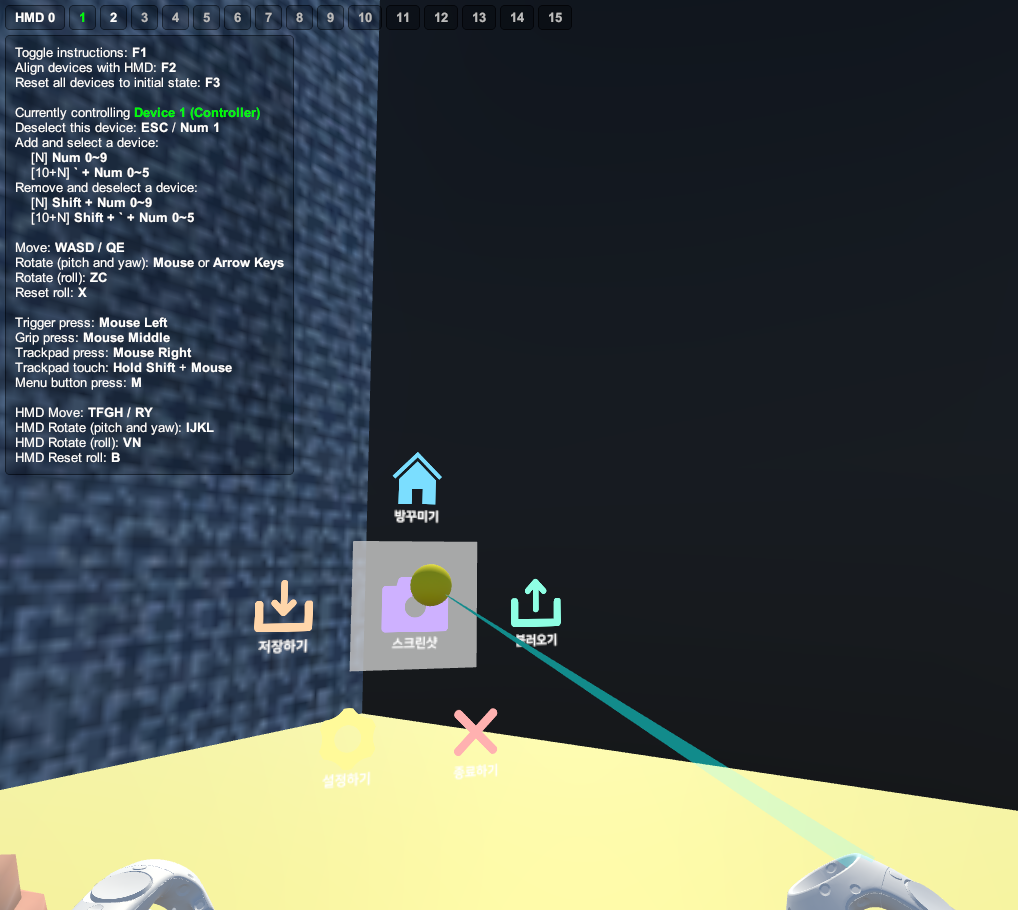 HMD 0 1 2 3 4 5 6 7 8 9 10 11 12 13 14 15
Toggle instructions: F1
Align devices with HMD: F2
Reset all devices to initial state: F3
Currently controlling Device 1 (Controller)
Deselect this device: ESC / Num 1
Add and select a device:
[N] Num 0~9
[10+N] ` + Num 0~5
Remove and deselect a device:
[N] Shift + Num 0~9
[10+N] Shift + ` + Num 0~5
Move: WASD / QE
Rotate (pitch and yaw): Mouse or Arrow Keys
Rotate (roll): ZC
Reset roll: X
Trigger press: Mouse Left
Grip press: Mouse Middle
Trackpad press: Mouse Right
Trackpad touch: Hold Shift + Mouse
Menu button press: M
HMD Move: TFGH / RY
HMD Rotate (pitch and yaw): IJKL
HMD Rotate (roll): VN
HMD Reset roll: B
방꾸미기
저장하기
스크린샷
불러오기
설정하기
종료하기